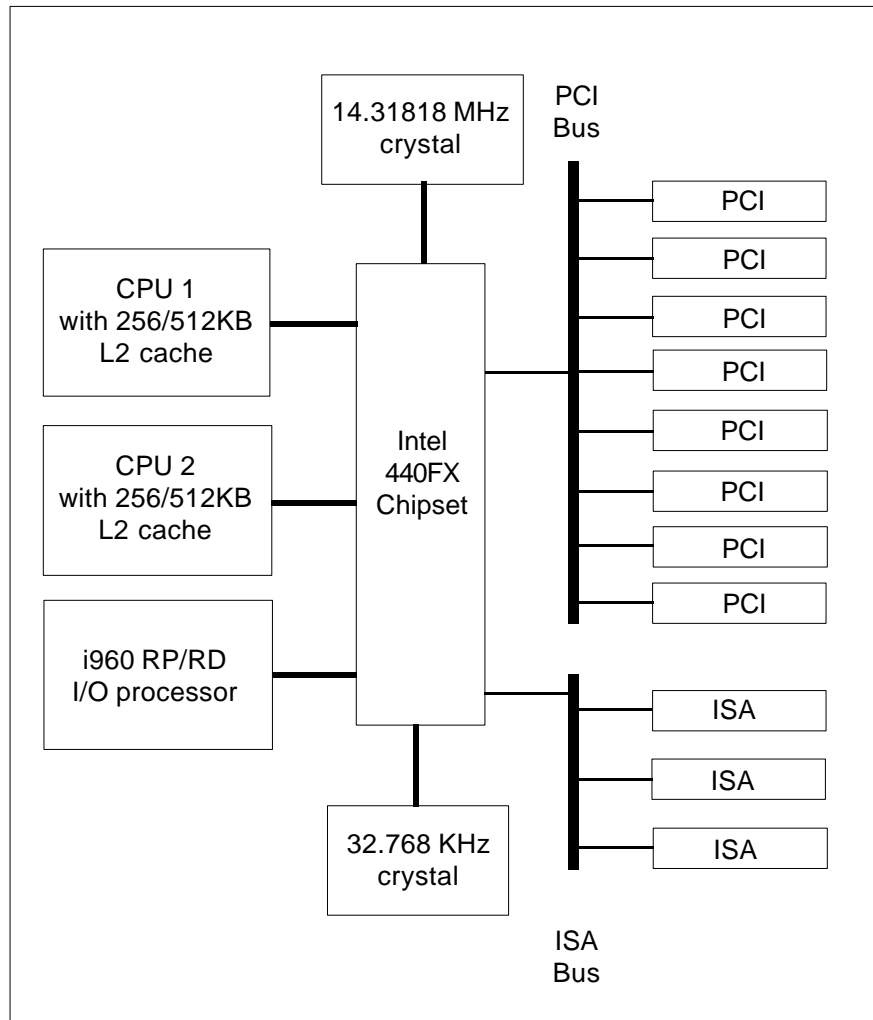 14.31818 MHz
crystal
PCI
Bus
PCI
PCI
PCI
PCI
PCI
PCI
PCI
PCI
CPU 1
with 256/512KB
L2 cache
CPU 2
with 256/512KB
L2 cache
i960 RP/RD
I/O processor
Intel
440FX
Chipset
32.768 KHz
crystal
ISA
ISA
ISA
ISA
Bus